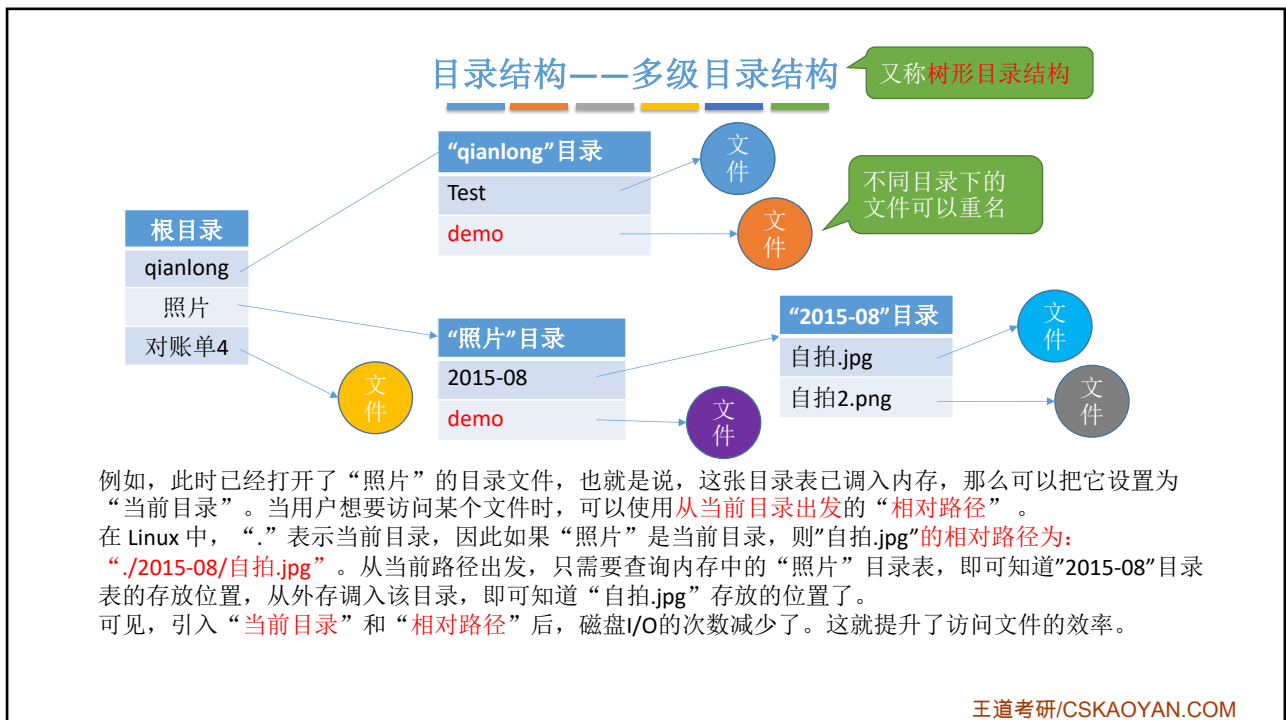 目录结构——多级目录结构
又称树形目录结构
“qianlong”目录
Test
demo
文
件
文
件
不同目录下的
文件可以重名
根目录
qianlong
照片
对账单4
文
件
“照片”目录
2015-08
demo
文
件
“2015-08”目录
自拍.jpg
自拍2.png
文
件
文
件
例如，此时已经打开了“照片”的目录文件，也就是说，这张目录表已调入内存，那么可以把它设置为
“当前目录”。当用户想要访问某个文件时，可以使用从当前目录出发的“相对路径” 。
在 Linux 中，“.”表示当前目录，因此如果“照片”是当前目录，则”自拍.jpg”的相对路径为：
“./2015-08/自拍.jpg”。从当前路径出发，只需要查询内存中的“照片”目录表，即可知道”2015-08”目录
表的存放位置，从外存调入该目录，即可知道“自拍.jpg”存放的位置了。
可见，引入“当前目录”和“相对路径”后，磁盘I/O的次数减少了。这就提升了访问文件的效率。
王道考研/CSKAOYAN.COM